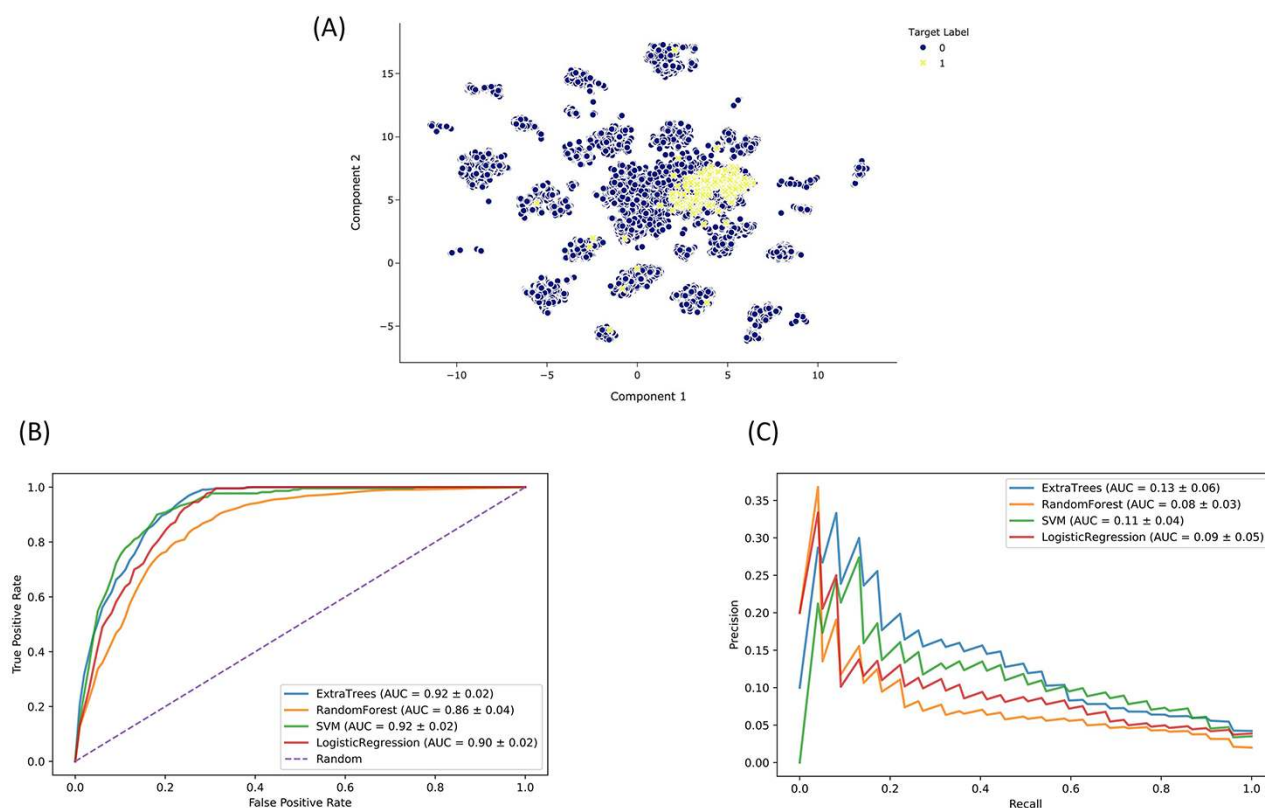 (A)
Target Label
0
1
Component 2
15
10
5
0
−5
−10
−5
0
5
10
Component 1
(B)
True Positive Rate
1.0
0.8
0.6
0.4
0.2
0.0
ExtraTrees (AUC = 0.92 ± 0.02)
RandomForest (AUC = 0.86 ± 0.04)
SVM (AUC = 0.92 ± 0.02)
LogisticRegression (AUC = 0.90 ± 0.02)
Random
0.0 0.2 0.4 0.6 0.8 1.0
False Positive Rate
(C)
Precision
0.35
0.30
0.25
0.20
0.15
0.10
0.05
0.00
ExtraTrees (AUC = 0.13 ± 0.06)
RandomForest (AUC = 0.08 ± 0.03)
SVM (AUC = 0.11 ± 0.04)
LogisticRegression (AUC = 0.09 ± 0.05)
0.0 0.2 0.4 0.6 0.8 1.0
Recall